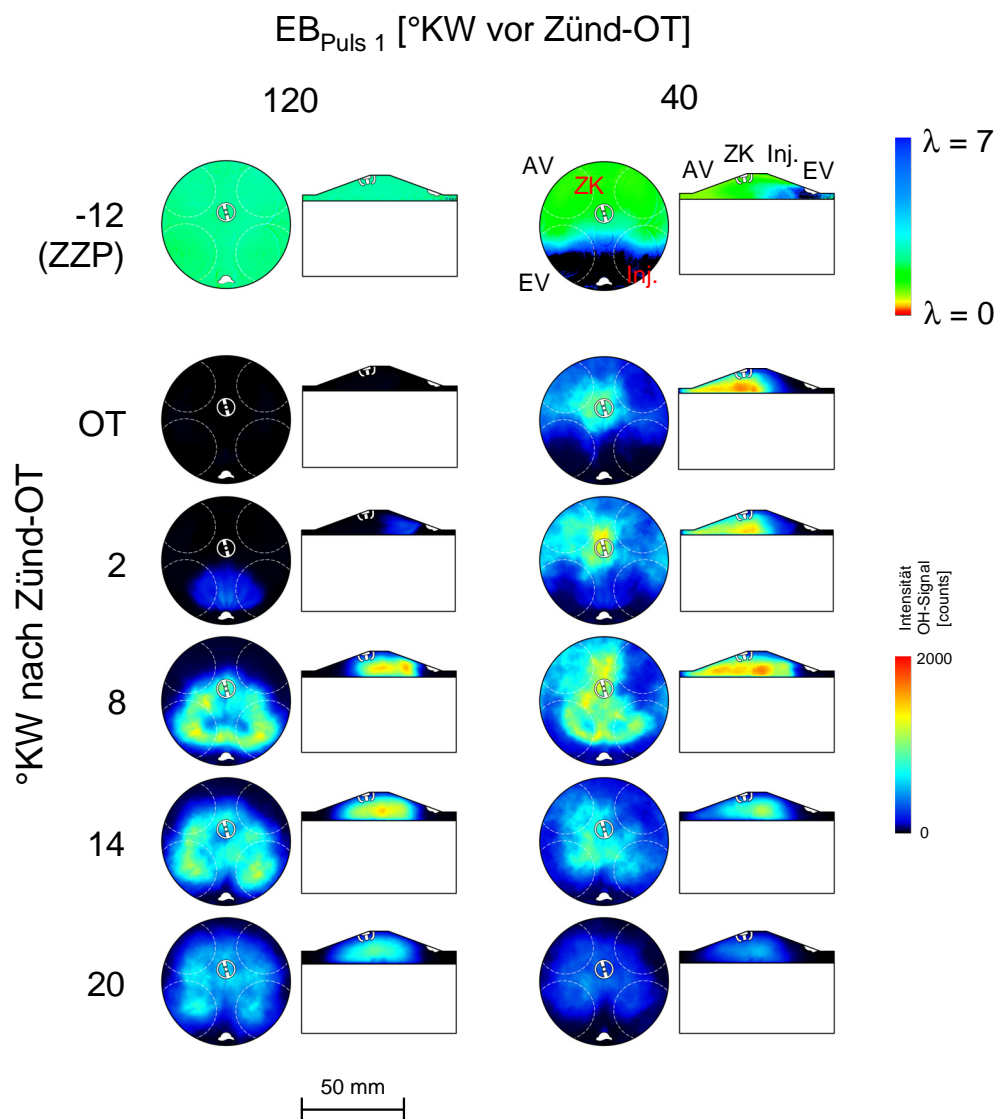 EB_Puls 1 [°KW vor Zünd-OT]
120 40
AV ZK EV Inj.
AV ZK Inj. EV
λ = 7
λ = 0
-12
(ZZP)
°KW nach Zünd-OT
OT
2
8
14
20
Intensität
OH-Signal
[counts]
2000
0
50 mm